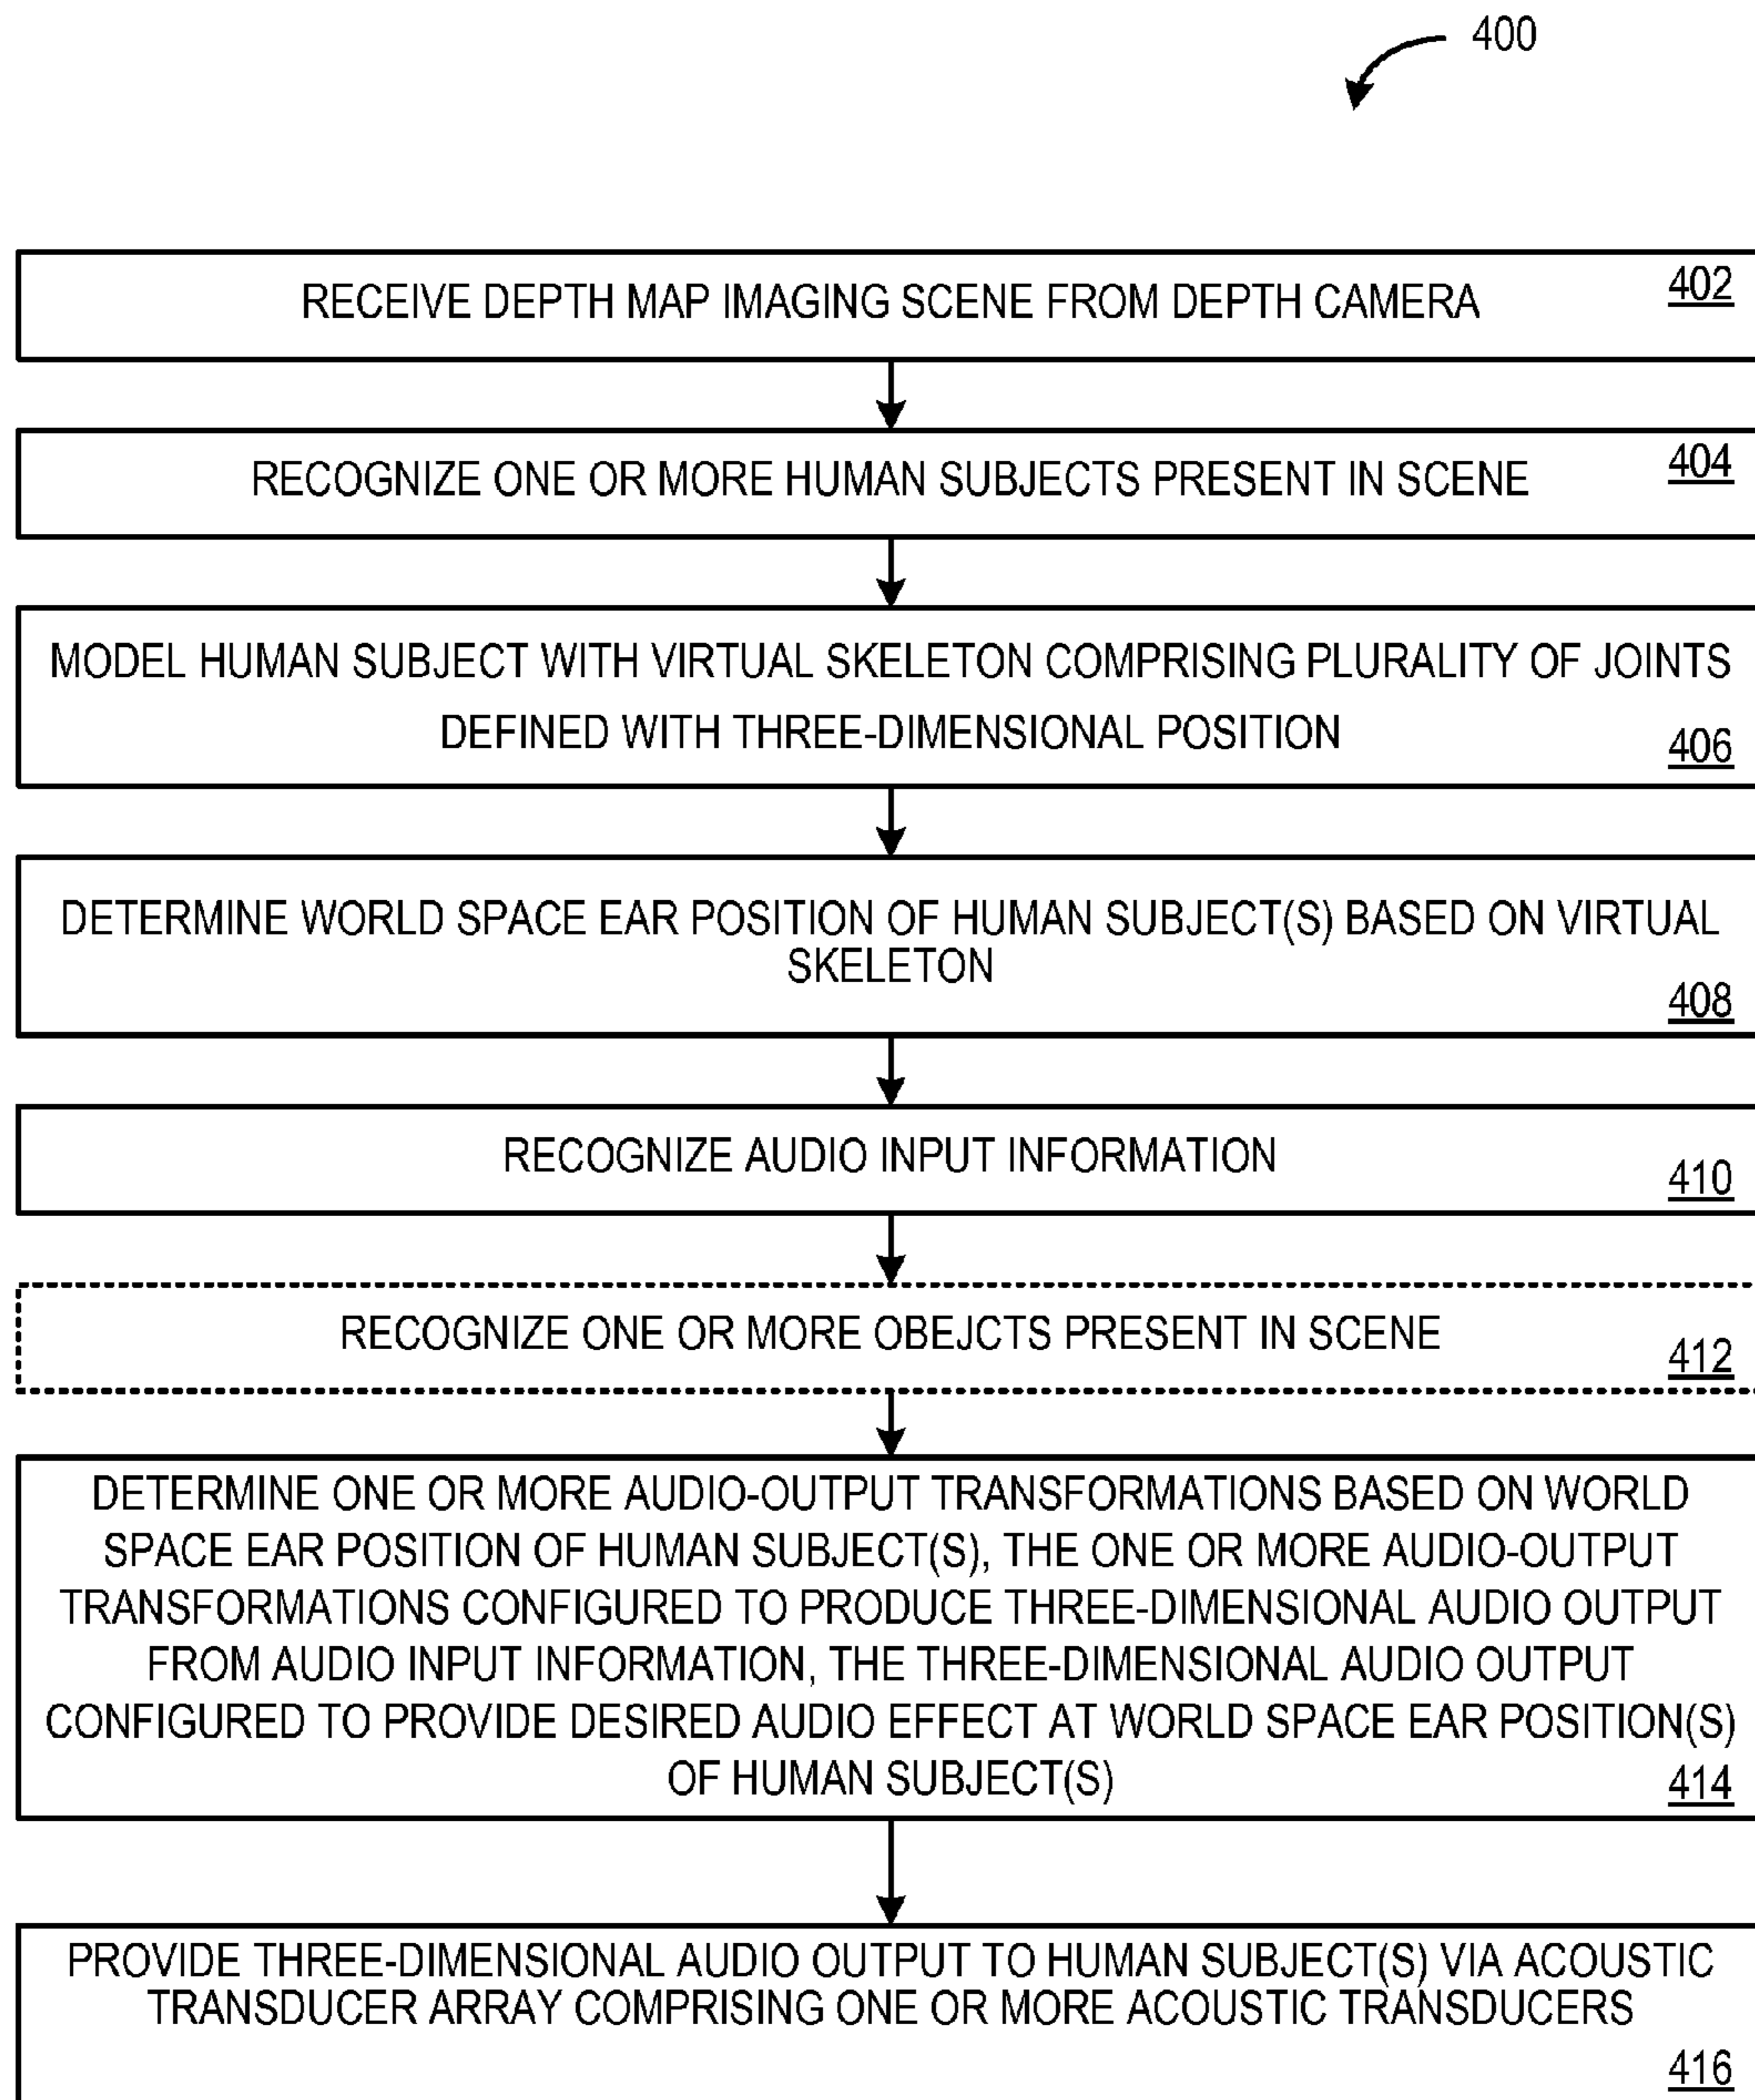 400
RECEIVE DEPTH MAP IMAGING SCENE FROM DEPTH CAMERA
402
RECOGNIZE ONE OR MORE HUMAN SUBJECTS PRESENT IN SCENE
404
MODEL HUMAN SUBJECT WITH VIRTUAL SKELETON COMPRISING PLURALITY OF JOINTS
DEFINED WITH THREE-DIMENSIONAL POSITION
406
DETERMINE WORLD SPACE EAR POSITION OF HUMAN SUBJECT(S) BASED ON VIRTUAL
SKELETON
408
RECOGNIZE AUDIO INPUT INFORMATION
410
RECOGNIZE ONE OR MORE OBEJCTS PRESENT IN SCENE
412
DETERMINE ONE OR MORE AUDIO-OUTPUT TRANSFORMATIONS BASED ON WORLD
SPACE EAR POSITION OF HUMAN SUBJECT(S), THE ONE OR MORE AUDIO-OUTPUT
TRANSFORMATIONS CONFIGURED TO PRODUCE THREE-DIMENSIONAL AUDIO OUTPUT
FROM AUDIO INPUT INFORMATION, THE THREE-DIMENSIONAL AUDIO OUTPUT
CONFIGURED TO PROVIDE DESIRED AUDIO EFFECT AT WORLD SPACE EAR POSITION(S)
OF HUMAN SUBJECT(S)
414
PROVIDE THREE-DIMENSIONAL AUDIO OUTPUT TO HUMAN SUBJECT(S) VIA ACOUSTIC
TRANSDUCER ARRAY COMPRISING ONE OR MORE ACOUSTIC TRANSDUCERS
416